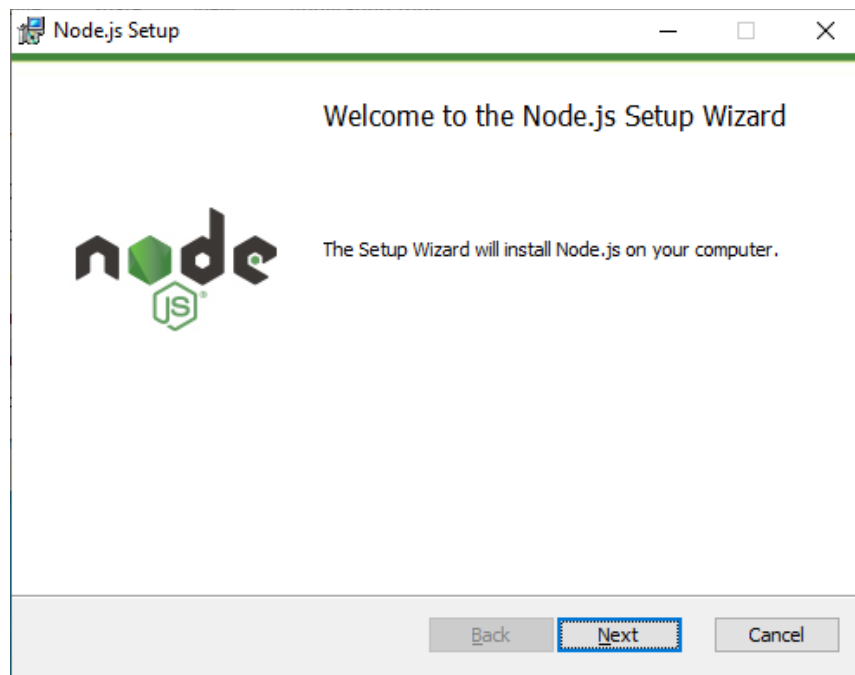 Node.js Setup
Welcome to the Node.js Setup Wizard
node
JS®
The Setup Wizard will install Node.js on your computer.
Back Next Cancel